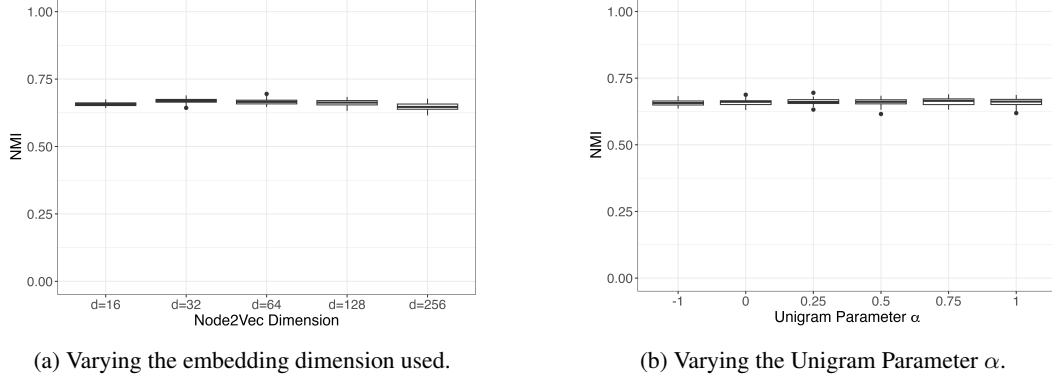 1.00
0.75
0.50
0.25
0.00
NMI
d=16 d=32 d=64 d=128 d=256
Node2Vec Dimension
(a) Varying the embedding dimension used.
1.00
0.75
0.50
0.25
0.00
NMI
-1 0 0.25 0.5 0.75 1
Unigram Parameter α
(b) Varying the Unigram Parameter α.